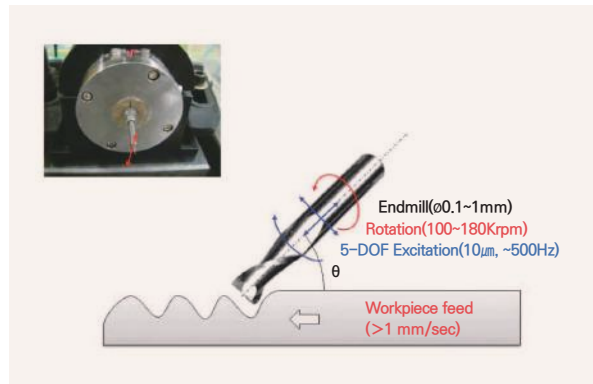 Endmill(ø0.1~1mm)
Rotation(100~180Krpm)
5-DOF Excitation(10㎛, ~500Hz)
θ
Workpiece feed
(>1 mm/sec)